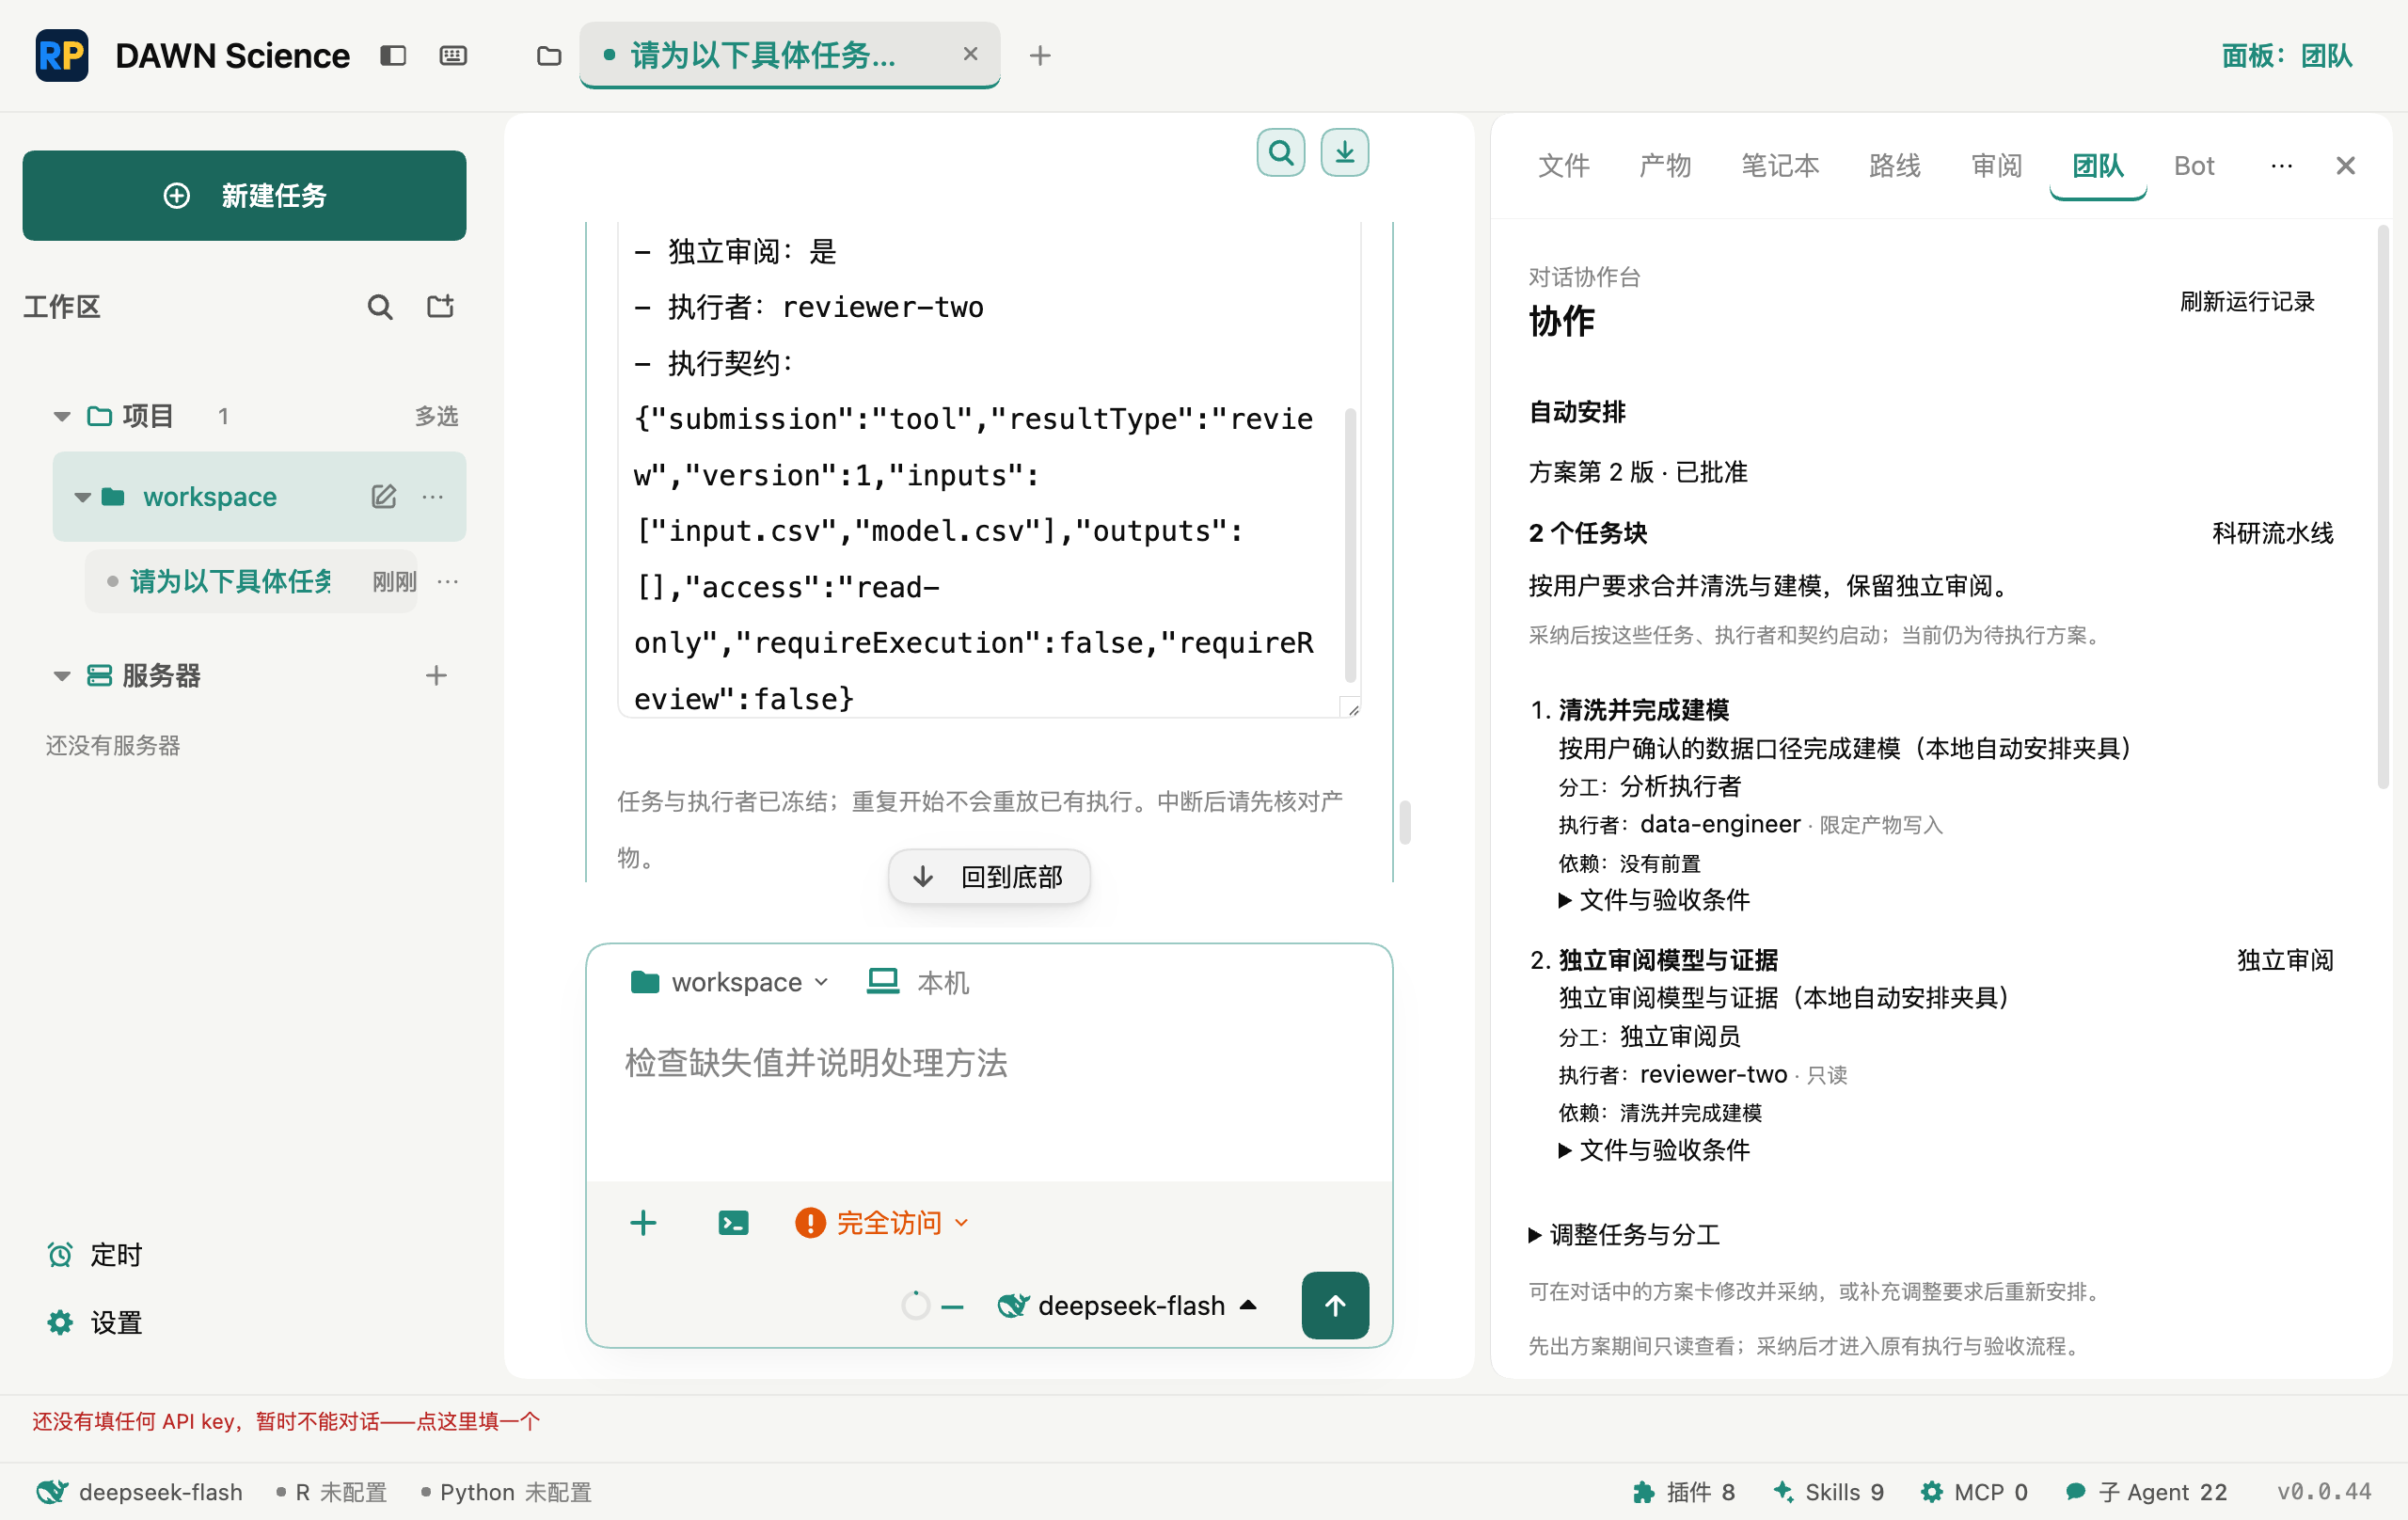 RP DAWN Science
请为以下具体任务...
面板：团队
新建任务
工作区
项目 1 多选
workspace
请为以下具体任务 刚刚
服务器
还没有服务器
定时
设置
- 独立审阅：是
- 执行者：reviewer-two
- 执行契约：
{"submission":"tool","resultType":"revie
w","version":1,"inputs":
["input.csv","model.csv"],"outputs":
[],"access":"read-
only","requireExecution":false,"requireR
eview":false}
任务与执行者已冻结；重复开始不会重放已有执行。中断后请先核对产
物。
回到底部
workspace 本机
检查缺失值并说明处理方法
完全访问
deepseek-flash
文件 产物 笔记本 路线 审阅 团队 Bot
对话协作台
协作
刷新运行记录
自动安排
方案第 2 版 · 已批准
2 个任务块 科研流水线
按用户要求合并清洗与建模，保留独立审阅。
采纳后按这些任务、执行者和契约启动；当前仍为待执行方案。
1. 清洗并完成建模
按用户确认的数据口径完成建模（本地自动安排夹具）
分工：分析执行者
执行者：data-engineer · 限定产物写入
依赖：没有前置
文件与验收条件
2. 独立审阅模型与证据 独立审阅
独立审阅模型与证据（本地自动安排夹具）
分工：独立审阅员
执行者：reviewer-two · 只读
依赖：清洗并完成建模
文件与验收条件
调整任务与分工
可在对话中的方案卡修改并采纳，或补充调整要求后重新安排。
先出方案期间只读查看；采纳后才进入原有执行与验收流程。
还没有填任何 API key，暂时不能对话——点这里填一个
deepseek-flash R 未配置 Python 未配置
插件 8 Skills 9 MCP 0 子 Agent 22 v0.0.44